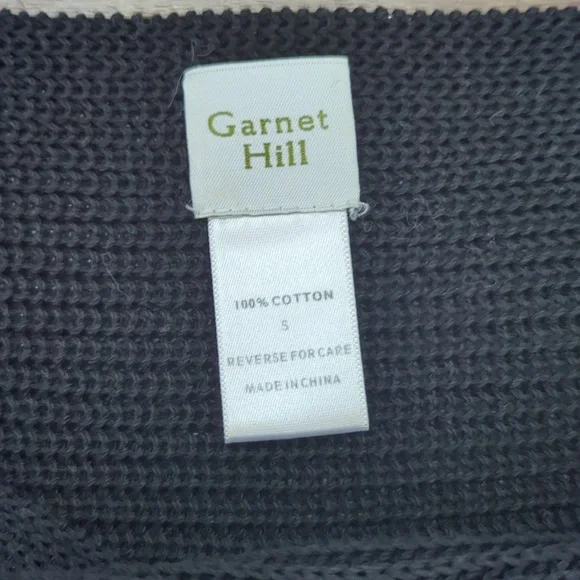 Garnet
Hill
100% COTTON
S
REVERSE FOR CARE
MADE IN CHINA